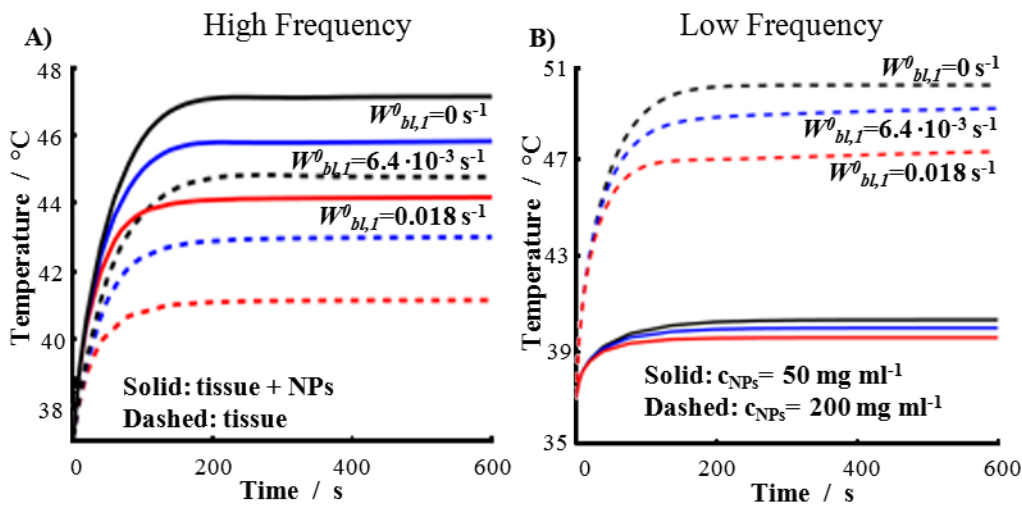 A)
High Frequency
48
46
44
42
40
38
Temperature / °C
W⁰bl,1=0 s⁻¹
W⁰bl,1=6.4·10⁻³ s⁻¹
W⁰bl,1=0.018 s⁻¹
Solid: tissue + NPs
Dashed: tissue
0 200 400 600
Time / s
B)
Low Frequency
51
47
43
39
35
Temperature / °C
W⁰bl,1=0 s⁻¹
W⁰bl,1=6.4·10⁻³ s⁻¹
W⁰bl,1=0.018 s⁻¹
Solid: cNPs= 50 mg ml⁻¹
Dashed: cNPs= 200 mg ml⁻¹
0 200 400 600
Time / s